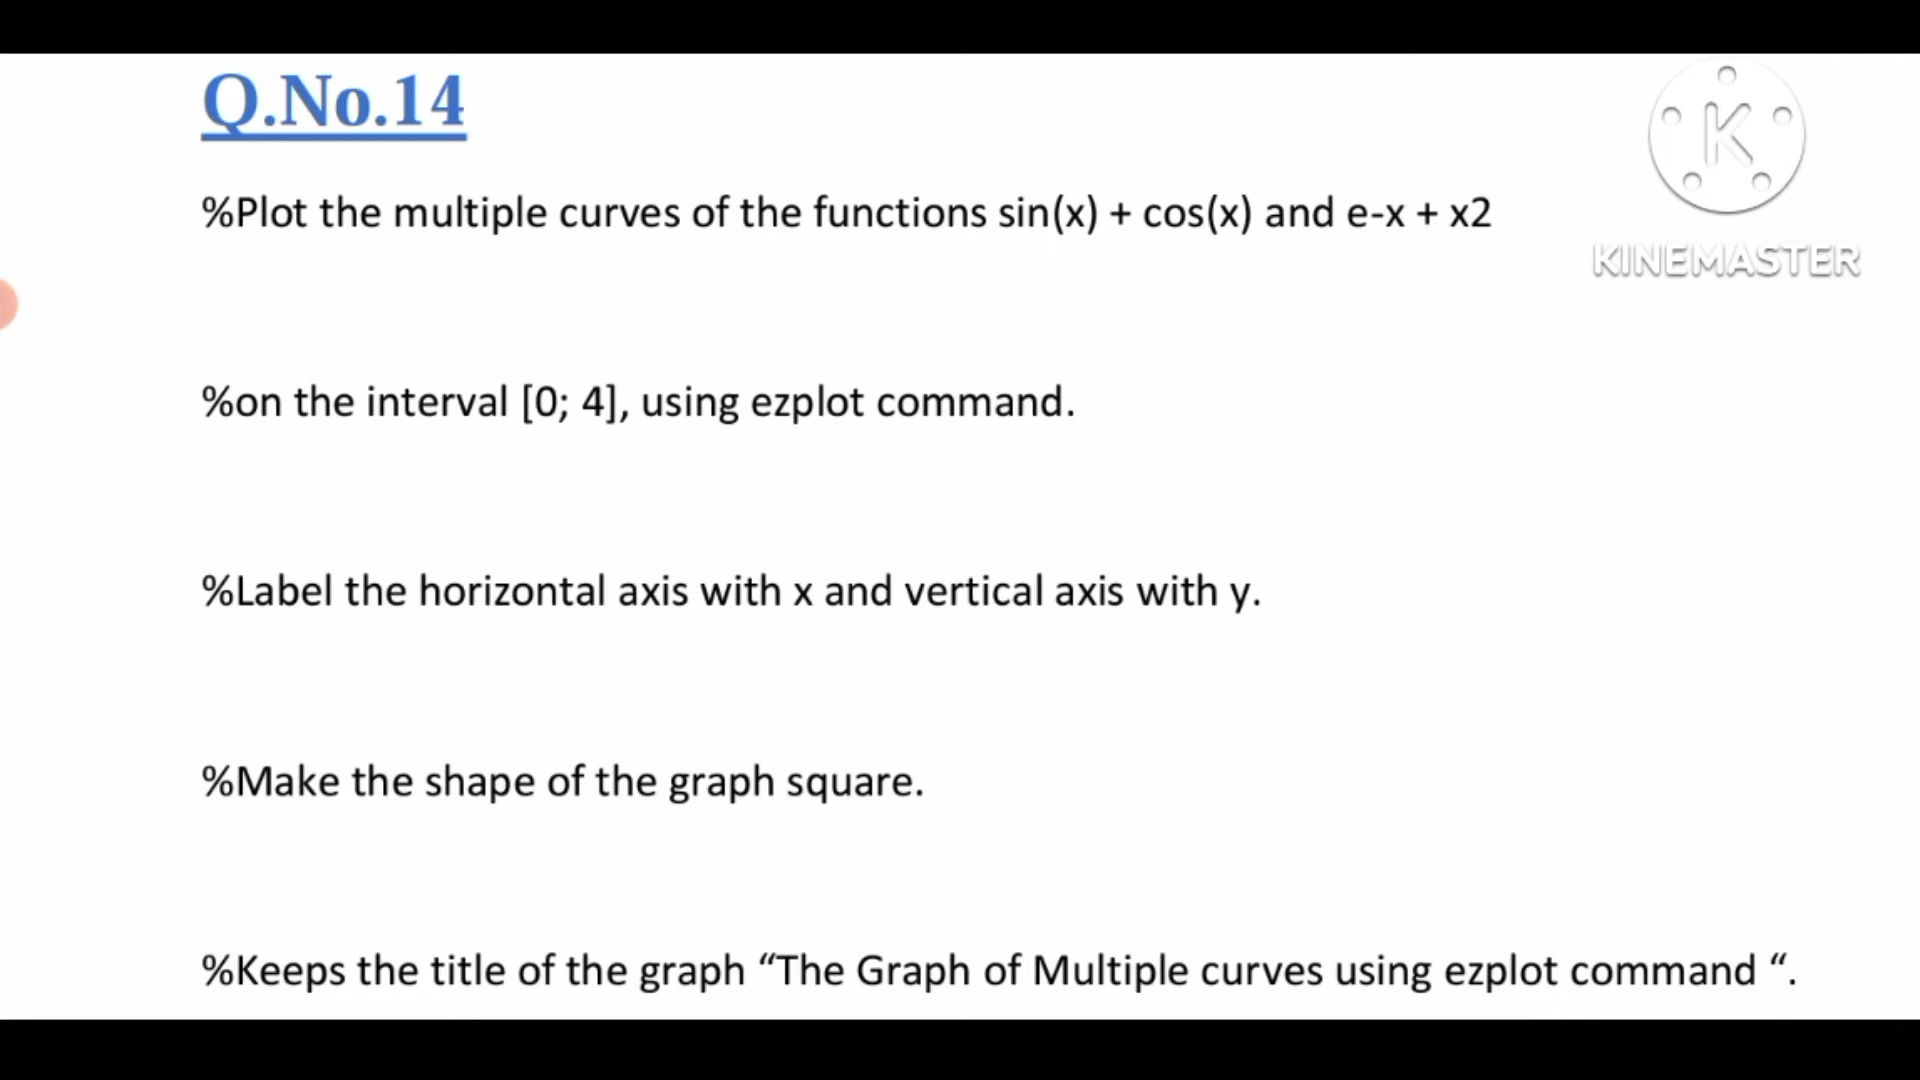 Q.No.14
K
KINEMASTER
%Plot the multiple curves of the functions sin(x) + cos(x) and e-x + x2
%on the interval [0; 4], using ezplot command.
%Label the horizontal axis with x and vertical axis with y.
%Make the shape of the graph square.
%Keeps the title of the graph “The Graph of Multiple curves using ezplot command “.